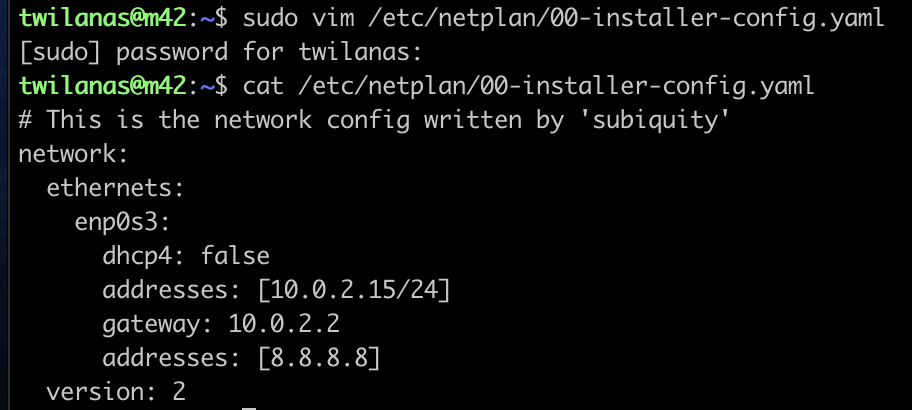 twilanas@m42:~$ sudo vim /etc/netplan/00-installer-config.yaml
[sudo] password for twilanas:
twilanas@m42:~$ cat /etc/netplan/00-installer-config.yaml
# This is the network config written by 'subiquity'
network:
  ethernets:
    enp0s3:
      dhcp4: false
      addresses: [10.0.2.15/24]
      gateway: 10.0.2.2
      addresses: [8.8.8.8]
  version: 2